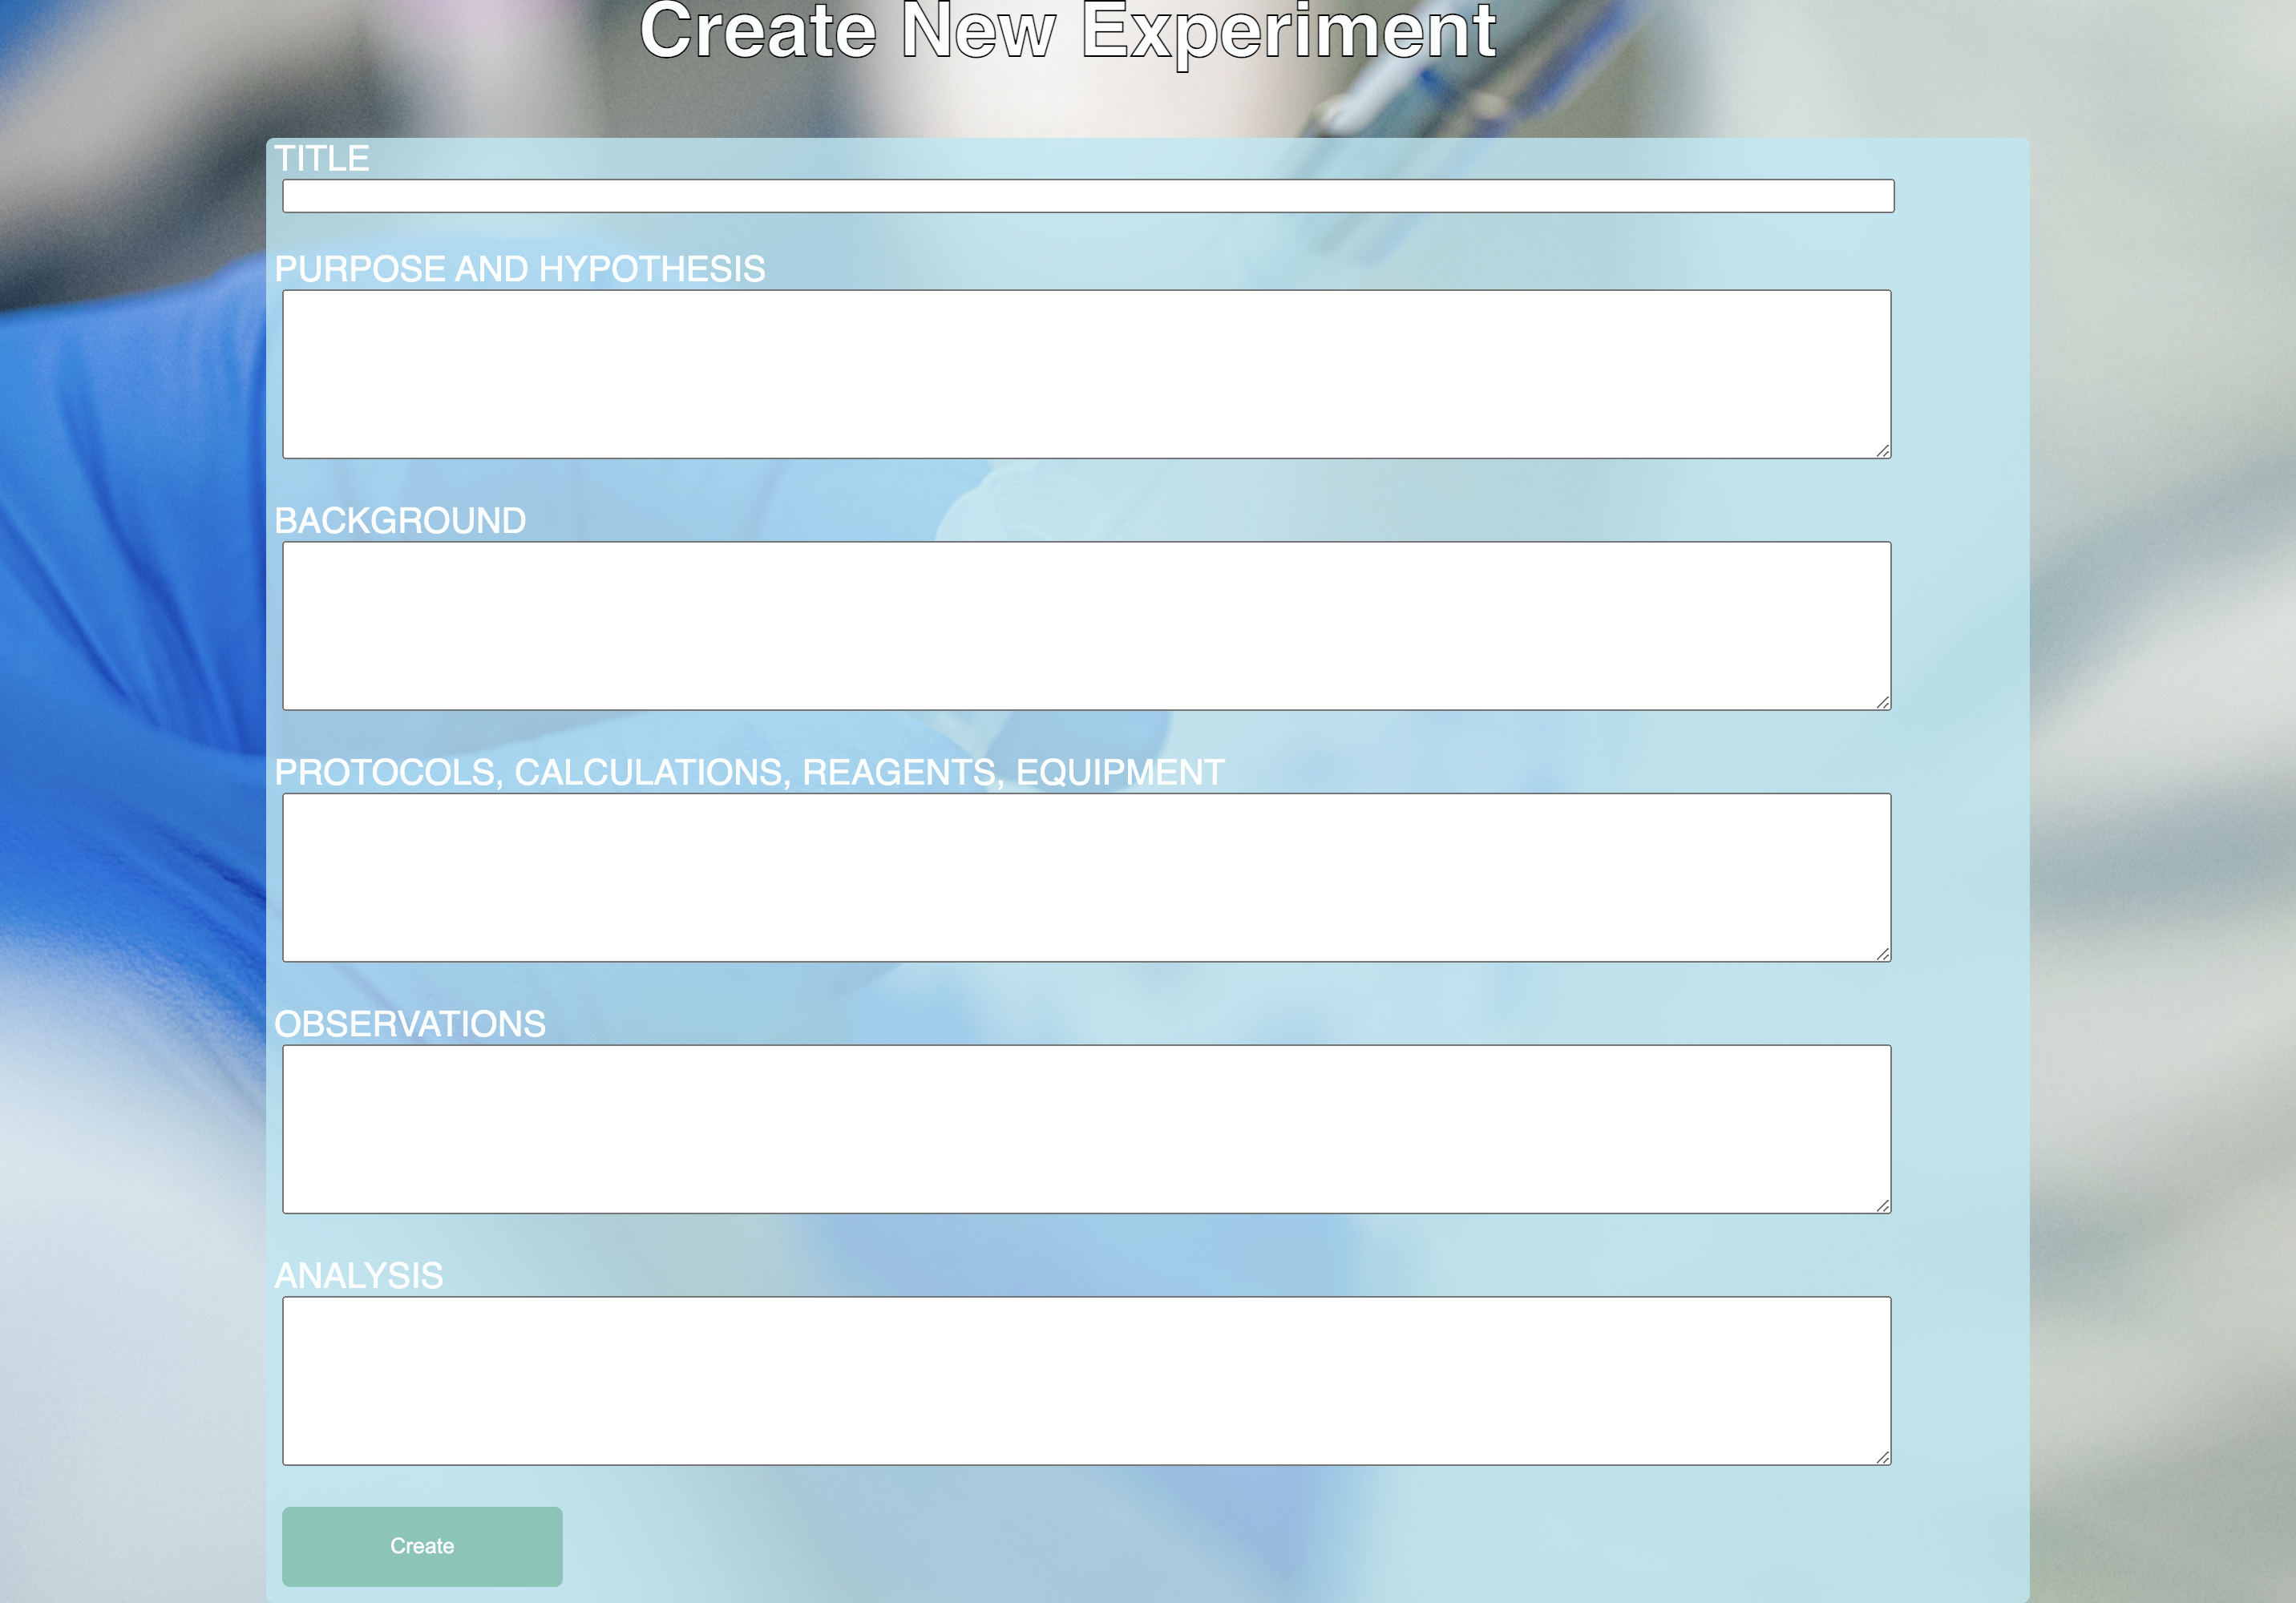 Create New Experiment
TITLE
PURPOSE AND HYPOTHESIS
BACKGROUND
PROTOCOLS, CALCULATIONS, REAGENTS, EQUIPMENT
OBSERVATIONS
ANALYSIS
Create